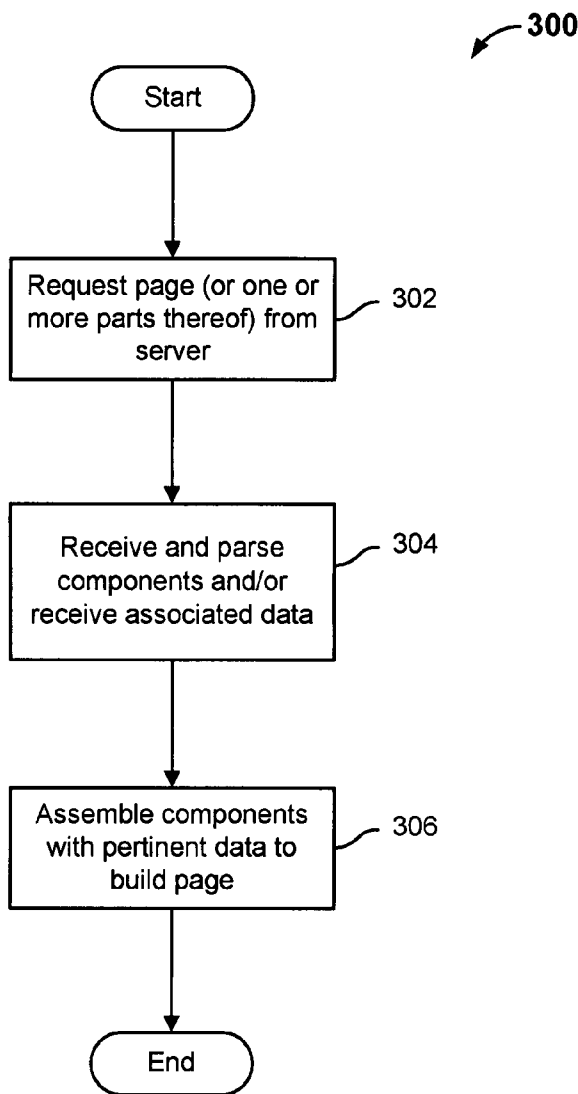 300
Start
Request page (or one or
more parts thereof) from
server
302
Receive and parse
components and/or
receive associated data
304
Assemble components
with pertinent data to
build page
306
End